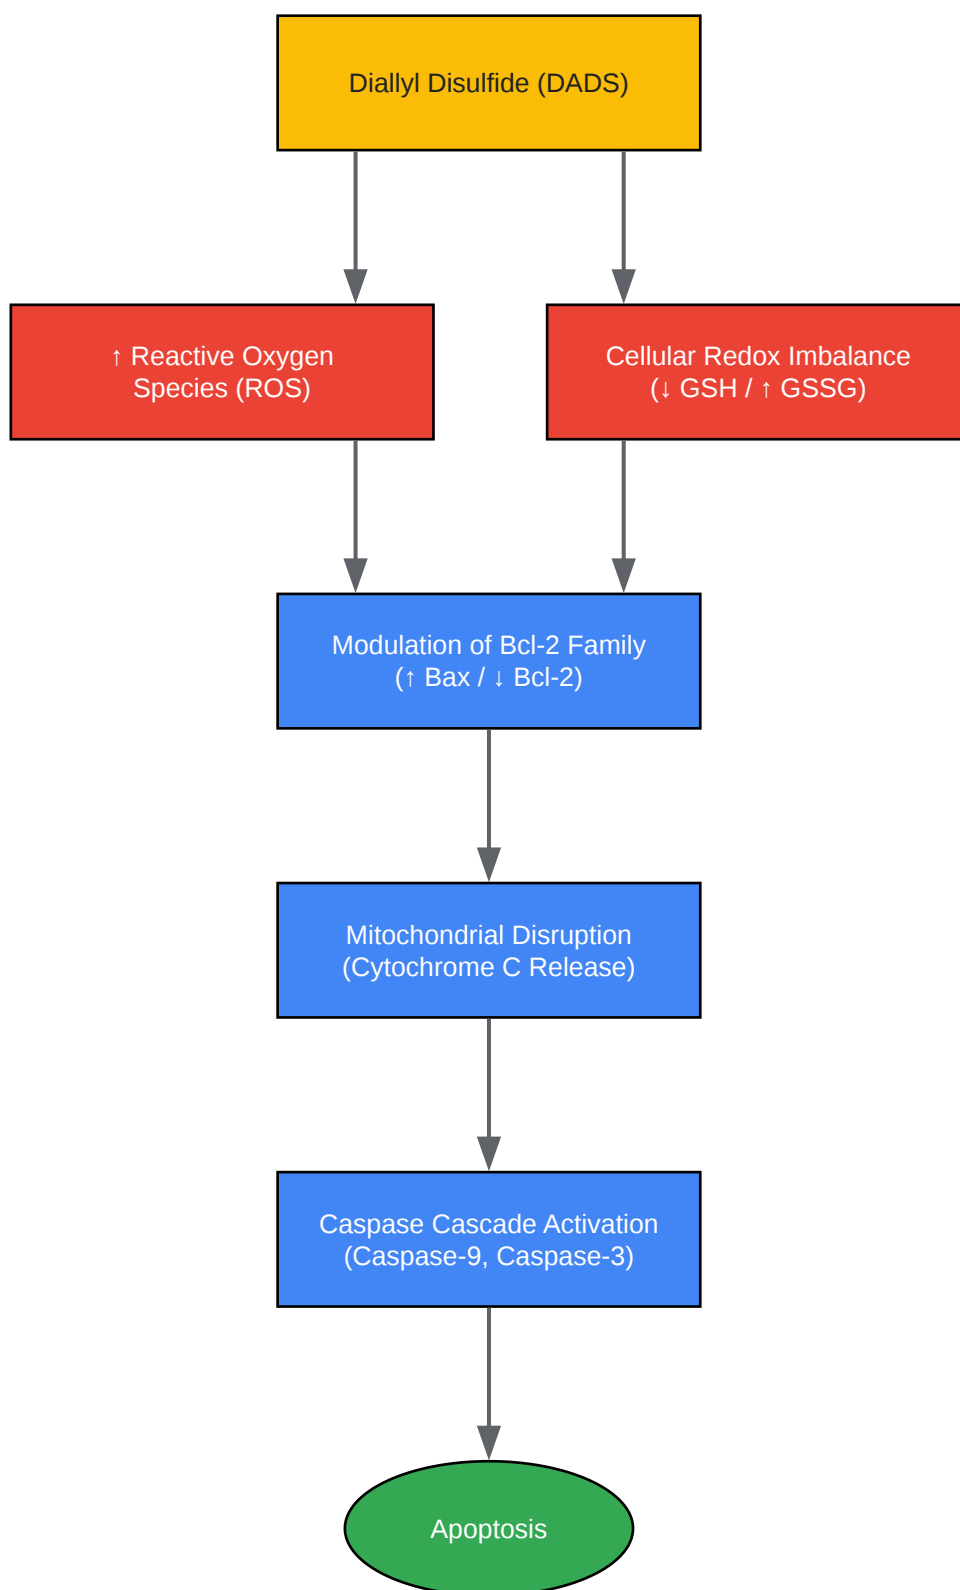 Diallyl Disulfide (DADS)
↑ Reactive Oxygen
Species (ROS)
Cellular Redox Imbalance
(↓ GSH / ↑ GSSG)
Modulation of Bcl-2 Family
(↑ Bax / ↓ Bcl-2)
Mitochondrial Disruption
(Cytochrome C Release)
Caspase Cascade Activation
(Caspase-9, Caspase-3)
Apoptosis